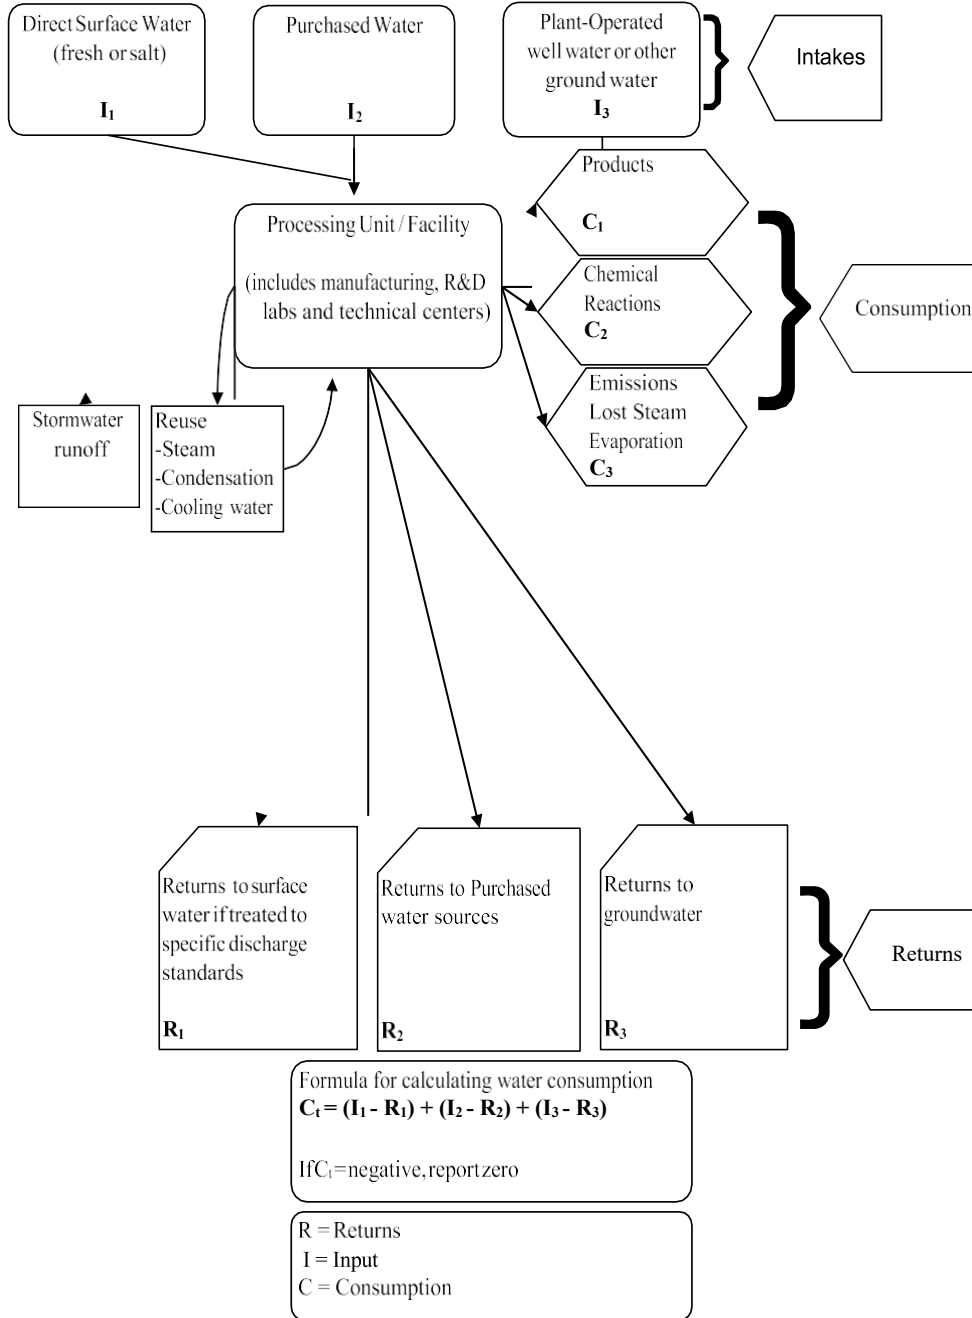 Direct Surface Water
(fresh or salt)
I1
Purchased Water
I2
Plant-Operated
well water or other
ground water
I3
Intakes
Products
C1
Processing Unit / Facility
(includes manufacturing, R&D
labs and technical centers)
Chemical
Reactions
C2
Consumption
Emissions
Lost Steam
Evaporation
C3
Stormwater
runoff
Reuse
-Steam
-Condensation
-Cooling water
Returns to surface
water if treated to
specific discharge
standards
R1
Returns to Purchased
water sources
R2
Returns to
groundwater
R3
Returns
Formula for calculating water consumption
Ct = (I1 - R1) + (I2 - R2) + (I3 - R3)
If Ct = negative, report zero
R = Returns
I = Input
C = Consumption